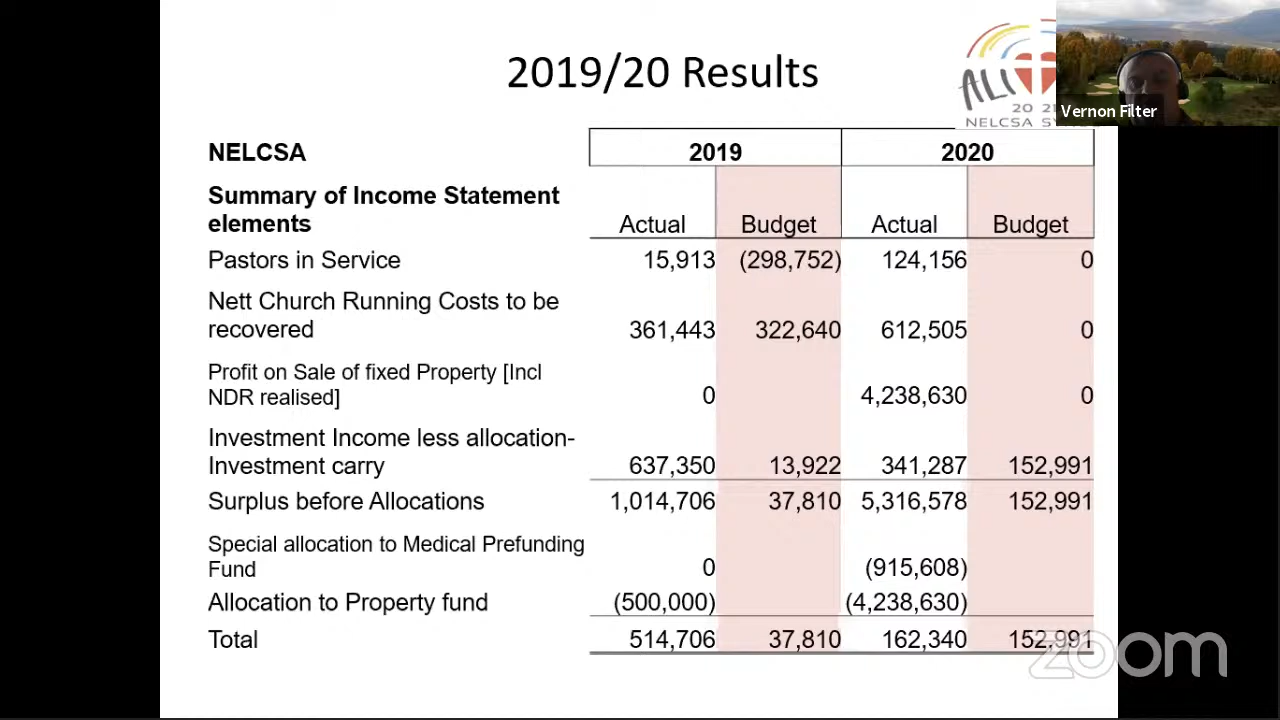 2019/20 Results
ALI
20 2
NELCSA SY
Vernon Filter
NELCSA 2019 2020
Summary of Income Statement
elements Actual Budget Actual Budget
Pastors in Service 15,913 (298,752) 124,156 0
Nett Church Running Costs to be
recovered 361,443 322,640 612,505 0
Profit on Sale of fixed Property [Incl
NDR realised] 0 4,238,630 0
Investment Income less allocation-
Investment carry 637,350 13,922 341,287 152,991
Surplus before Allocations 1,014,706 37,810 5,316,578 152,991
Special allocation to Medical Prefunding
Fund 0 (915,608)
Allocation to Property fund (500,000) (4,238,630)
Total 514,706 37,810 162,340 152,991
zoom